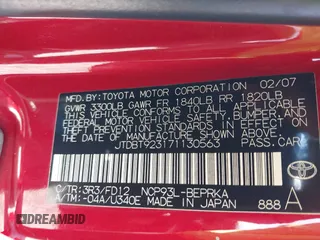 MFD BY: TOYOTA MOTOR CORPORATION 02/07
GVWR 3300LB GAWR FR 1840LB RR 1820LB
THIS VEHICLE CONFORMS TO ALL APPLICABLE
FEDERAL MOTOR VEHICLE SAFETY, BUMPER, AND
THEFT PREVENTION STANDARDS IN EFFECT ON THE DATE OF
MANUFACTURE SHOWN ABOVE.
JTDBT923171130563
PASS. CAR
C/TR: 3R3/FD12 NCP93L-BEPRKA
A/TM: -04A/U340E MADE IN JAPAN
888 A
TOYOTA
DREAMBID